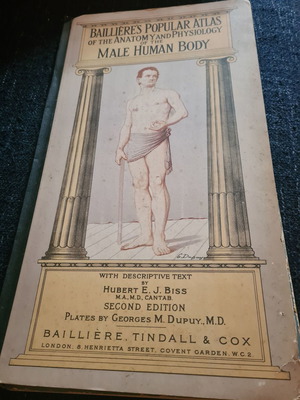 BAILLIÈRE'S POPULAR ATLAS
OF THE ANATOMY AND PHYSIOLOGY
OF THE
MALE HUMAN BODY
G. Dupuy
WITH DESCRIPTIVE TEXT
BY
HUBERT E. J. BISS
M.A., M.D., CANTAB.
SECOND EDITION
PLATES BY GEORGES M. DUPUY, M.D.
BAILLIÈRE, TINDALL & COX
LONDON, 8, HENRIETTA STREET, COVENT GARDEN, W.C.2.